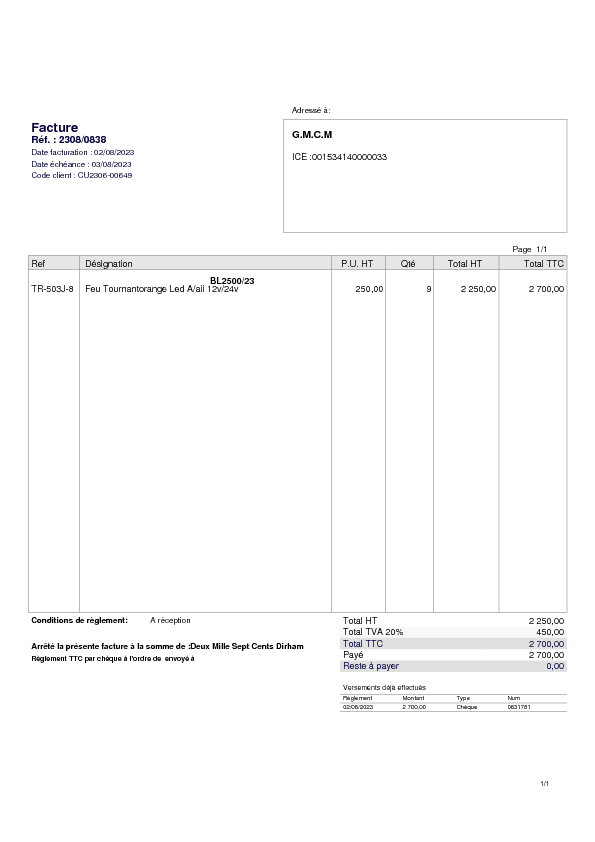 Adressé à:
Facture
Réf. : 2308/0838
Date facturation : 02/08/2023
Date échéance : 03/08/2023
Code client : CU2306-00649
G.M.C.M
ICE :001534140000033
Page 1/1
Ref Désignation P.U. HT Qté Total HT Total TTC
BL2500/23
TR-503J-8 Feu Tournantorange Led A/ail 12v/24v 250,00 9 2 250,00 2 700,00
Conditions de règlement: A réception
Total HT 2 250,00
Total TVA 20% 450,00
Arrêté la présente facture à la somme de :Deux Mille Sept Cents Dirham
Total TTC 2 700,00
Règlement TTC par chèque à l'ordre de envoyé à
Payé 2 700,00
Reste à payer 0,00
Versements déjà effectués
Règlement Montant Type Num
02/08/2023 2 700,00 Chèque 0631781
1/1